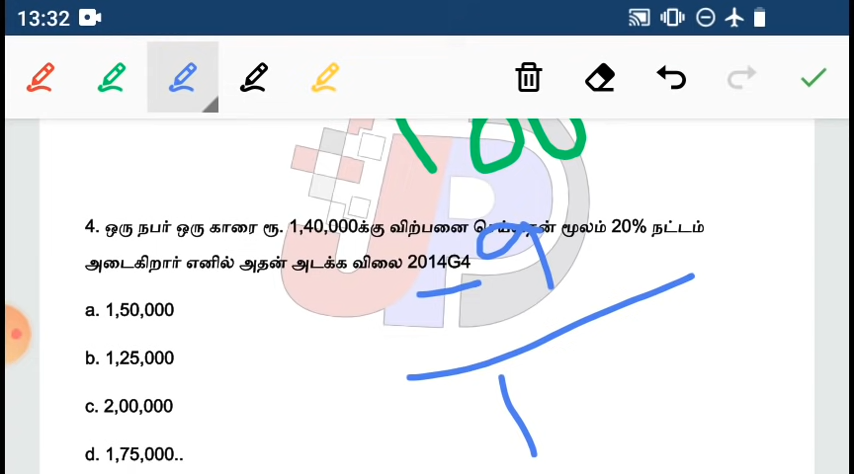 13:32
4. ஒரு நபர் ஒரு காரை ரூ. 1,40,000க்கு விற்பனை செய்வதன் மூலம் 20% நட்டம்
அடைகிறார் எனில் அதன் அடக்க விலை 2014G4
a. 1,50,000
b. 1,25,000
c. 2,00,000
d. 1,75,000..